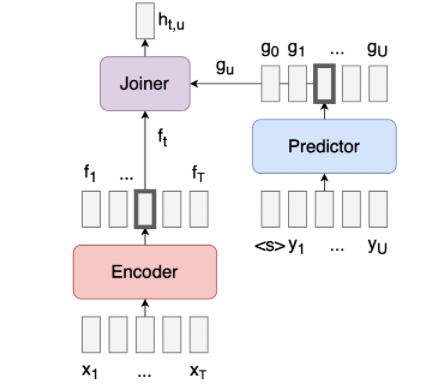 h_{t,u}
g_0 g_1 ... g_U
Joiner
g_u
f_t
Predictor
f_1 ... f_T
<s> y_1 ... y_U
Encoder
x_1 ... x_T